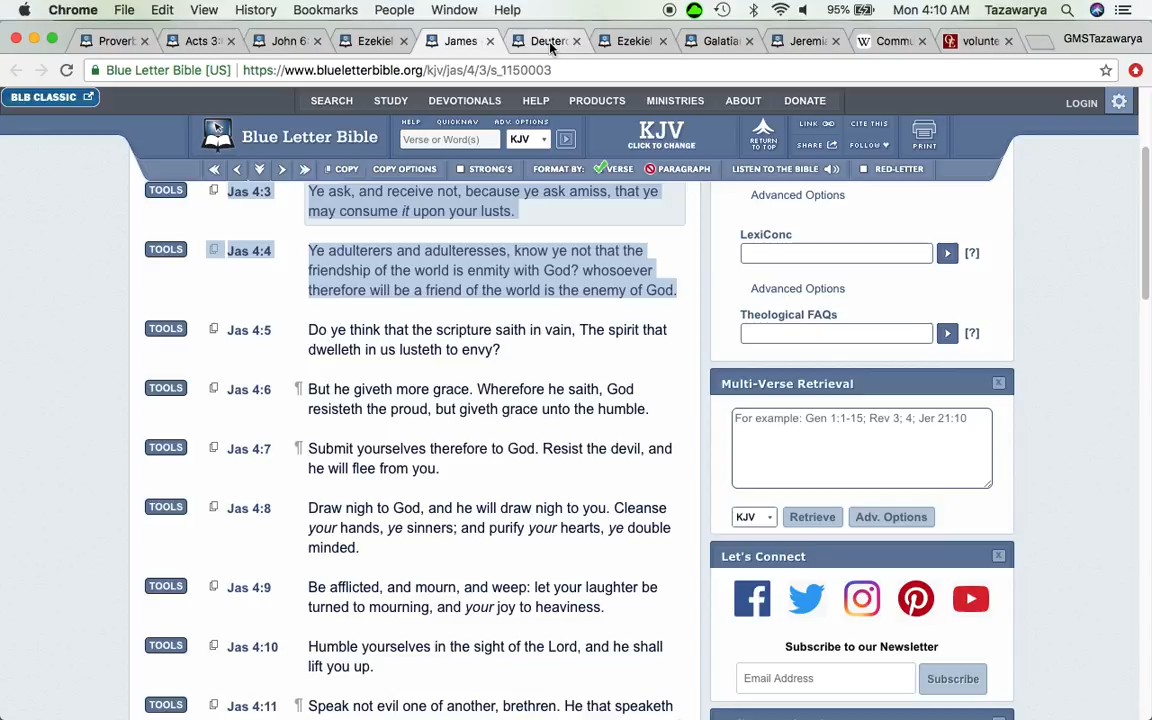 Chrome File Edit View History Bookmarks People Window Help 95% Mon 4:10 AM Tazawarya
Proverb Acts 3: John 6: Ezekiel James Deutero Ezekiel Galatian Jeremia Commu volunte GMSTazawarya
Blue Letter Bible [US] https://www.blueletterbible.org/kjv/jas/4/3/s_1150003
BLB CLASSIC
SEARCH STUDY DEVOTIONALS HELP PRODUCTS MINISTRIES ABOUT DONATE LOGIN
Blue Letter Bible
HELP QUICKNAV ADV. OPTIONS
Verse or Word(s) KJV
KJV
CLICK TO CHANGE
RETURN
TO TOP
LINK CITE THIS
SHARE FOLLOW PRINT
COPY COPY OPTIONS STRONG'S FORMAT BY: VERSE PARAGRAPH LISTEN TO THE BIBLE RED-LETTER
TOOLS Jas 4:3 Ye ask, and receive not, because ye ask amiss, that ye
may consume it upon your lusts.
TOOLS Jas 4:4 Ye adulterers and adulteresses, know ye not that the
friendship of the world is enmity with God? whosoever
therefore will be a friend of the world is the enemy of God.
TOOLS Jas 4:5 Do ye think that the scripture saith in vain, The spirit that
dwelleth in us lusteth to envy?
TOOLS Jas 4:6 ¶ But he giveth more grace. Wherefore he saith, God
resisteth the proud, but giveth grace unto the humble.
TOOLS Jas 4:7 ¶ Submit yourselves therefore to God. Resist the devil, and
he will flee from you.
TOOLS Jas 4:8 Draw nigh to God, and he will draw nigh to you. Cleanse
your hands, ye sinners; and purify your hearts, ye double
minded.
TOOLS Jas 4:9 Be afflicted, and mourn, and weep: let your laughter be
turned to mourning, and your joy to heaviness.
TOOLS Jas 4:10 Humble yourselves in the sight of the Lord, and he shall
lift you up.
TOOLS Jas 4:11 ¶ Speak not evil one of another, brethren. He that speaketh
Advanced Options
LexiConc
[?]
Advanced Options
Theological FAQs
[?]
Multi-Verse Retrieval
For example: Gen 1:1-15; Rev 3; 4; Jer 21:10
KJV Retrieve Adv. Options
Let's Connect
Subscribe to our Newsletter
Email Address Subscribe